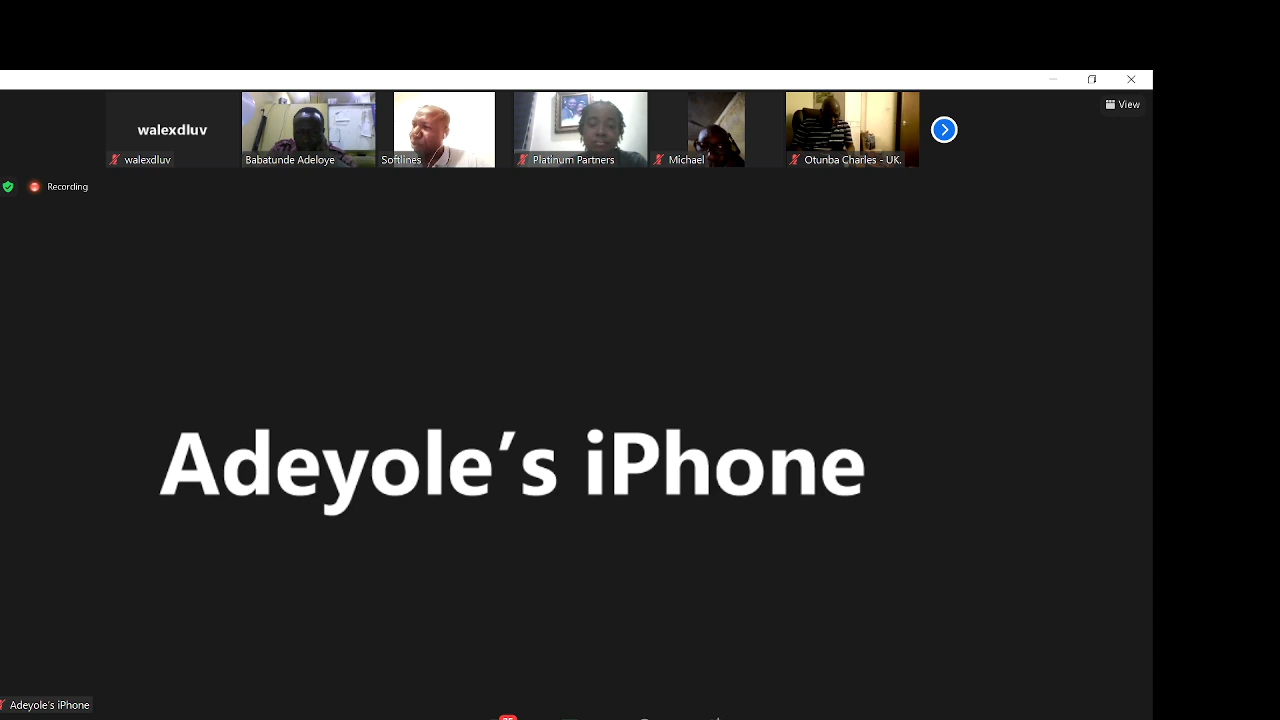 walexdluv
View
walexdluv
Babatunde Adeloye
Softlines
Platinum Partners
Michael
Otunba Charles - UK.
Recording
Adeyole's iPhone
Adeyole's iPhone